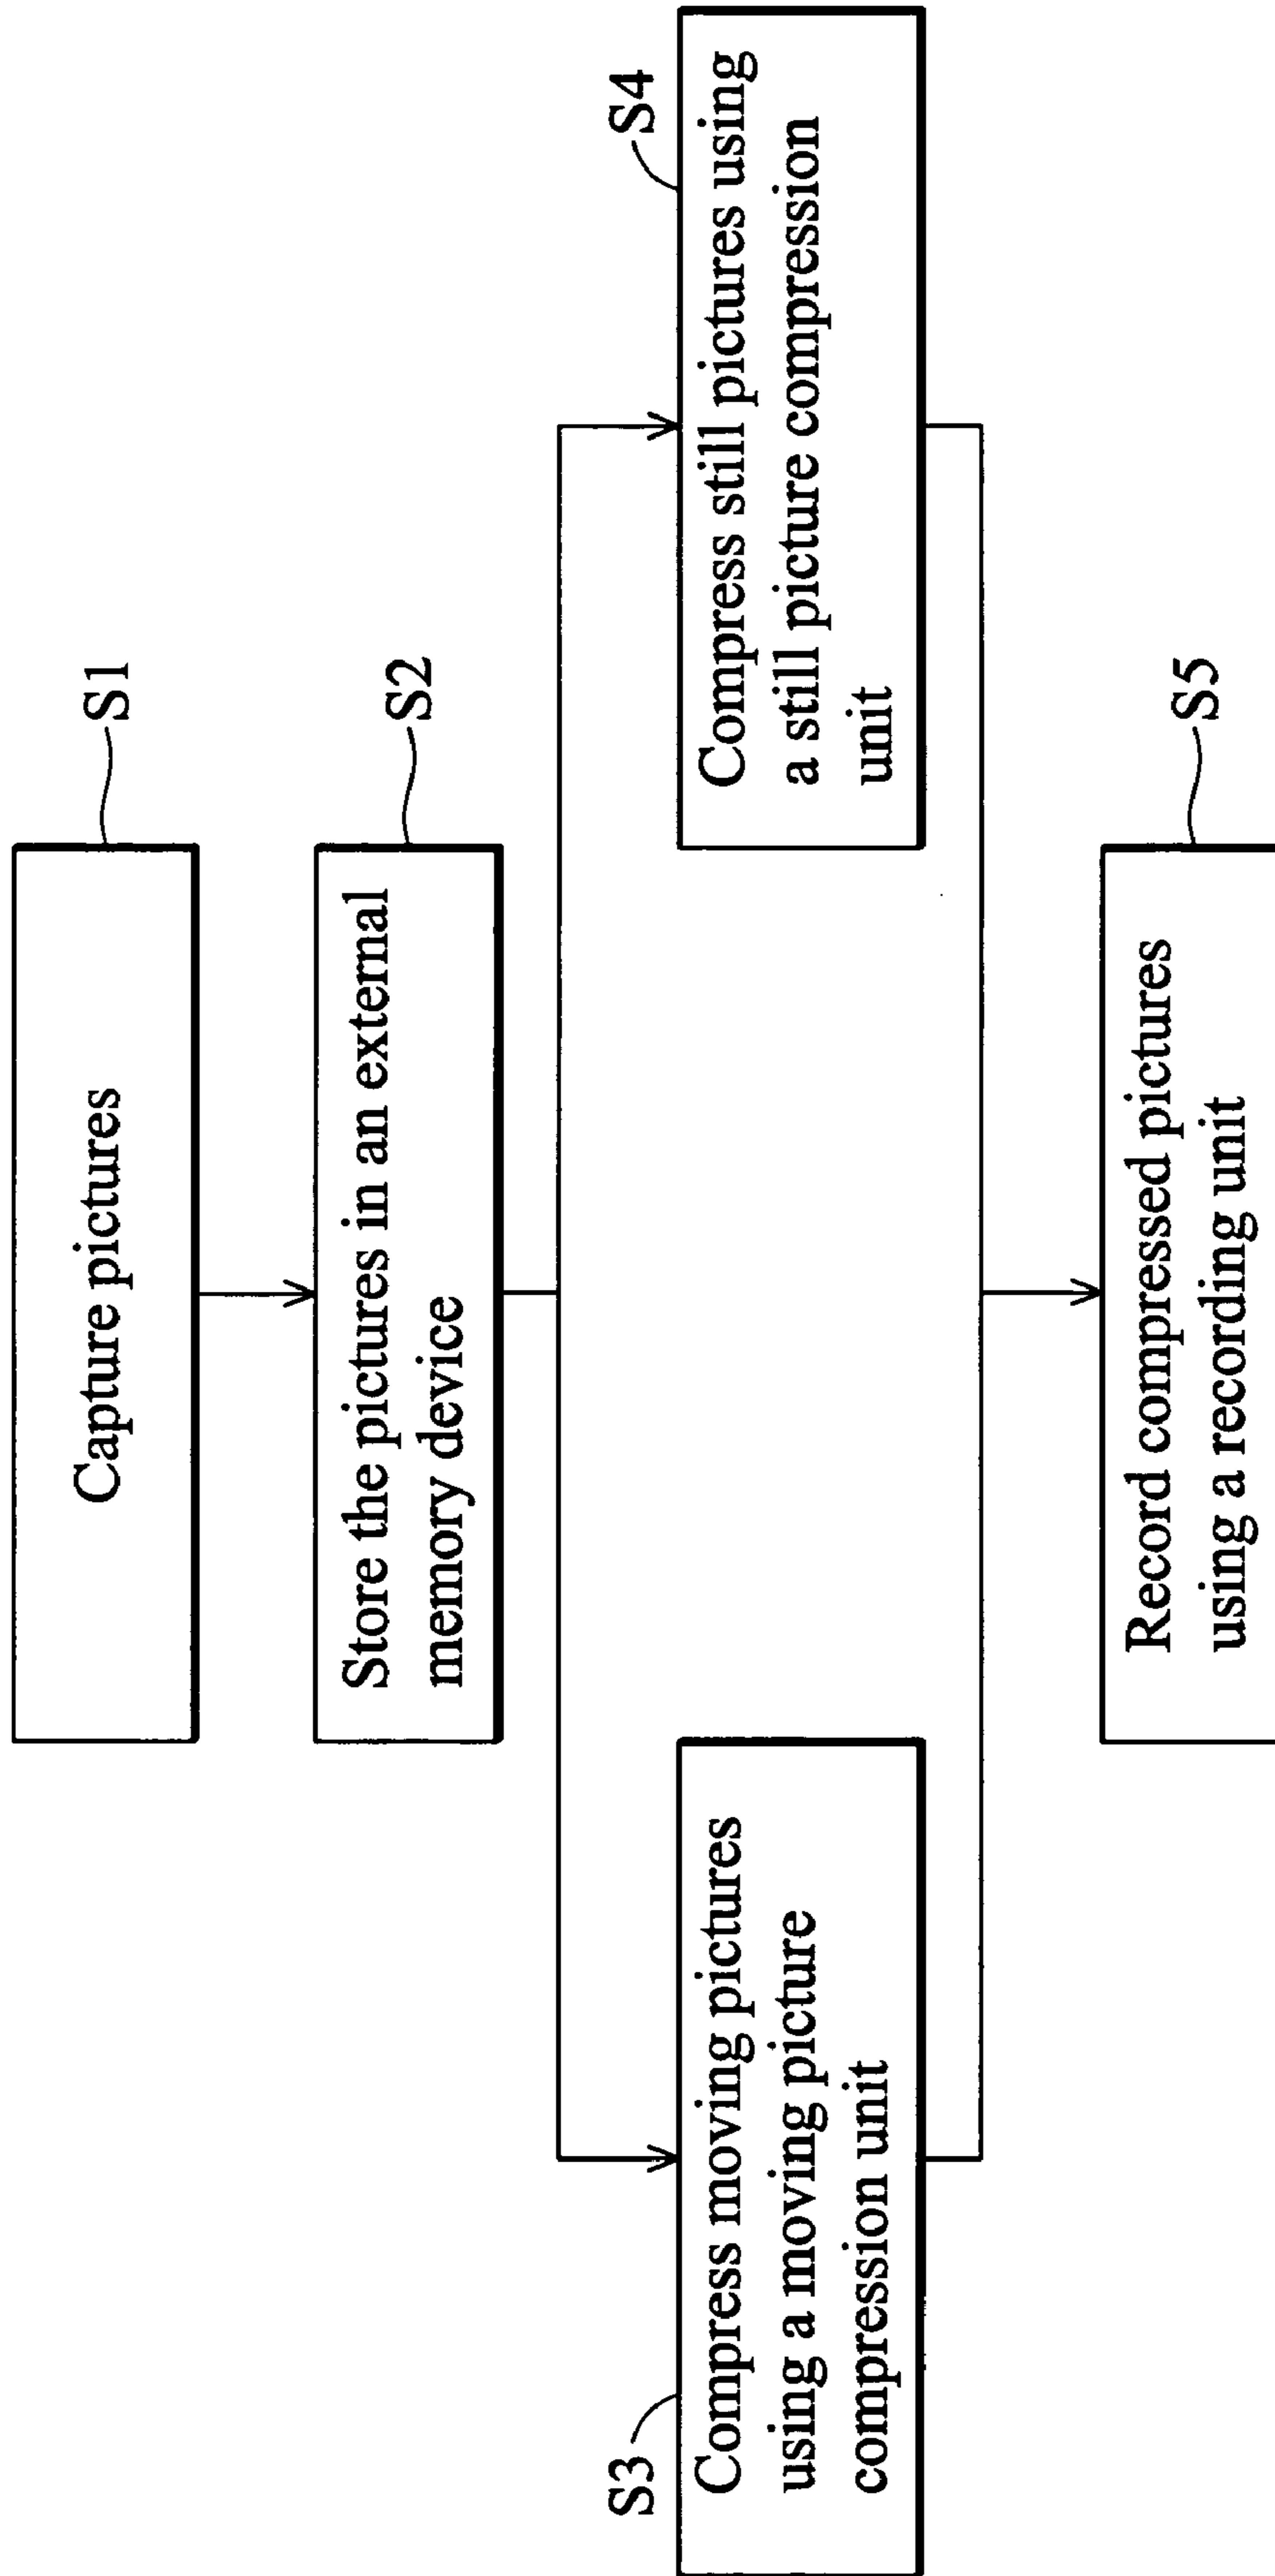 Capture pictures
S1
Store the pictures in an external
memory device
S2
S3
Compress moving pictures
using a moving picture
compression unit
S4
Compress still pictures using
a still picture compression
unit
Record compressed pictures
using a recording unit
S5